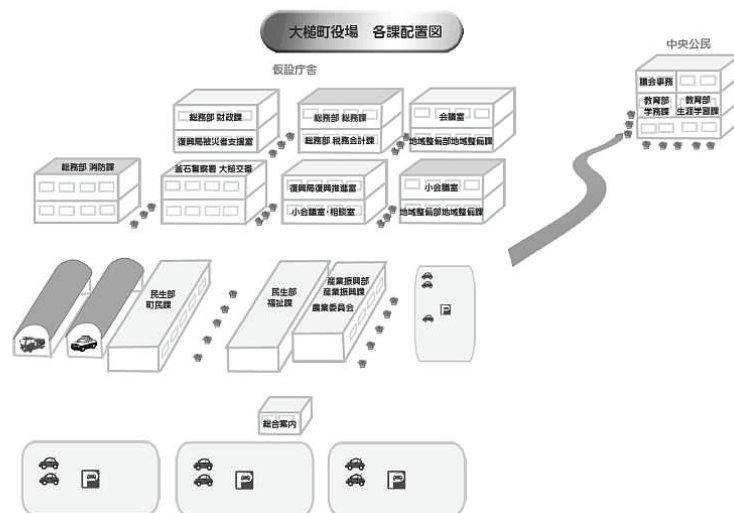 大槌町役場 各課配置図
中央公民
仮設庁舎
議会事務
教育部
学務課
教育部
生涯学習課
総務部 財政課
復興局被災者支援室
総務部 総務課
総務部 税務会計課
会議室
地域整備部地域整備課
総務部 消防課
釜石警察署 大槌交番
復興局復興推進室
小会議室・相談室
小会議室
地域整備部地域整備課
民生部
町民課
民生部
福祉課
産業振興部
産業振興課
農業委員会
総合案内